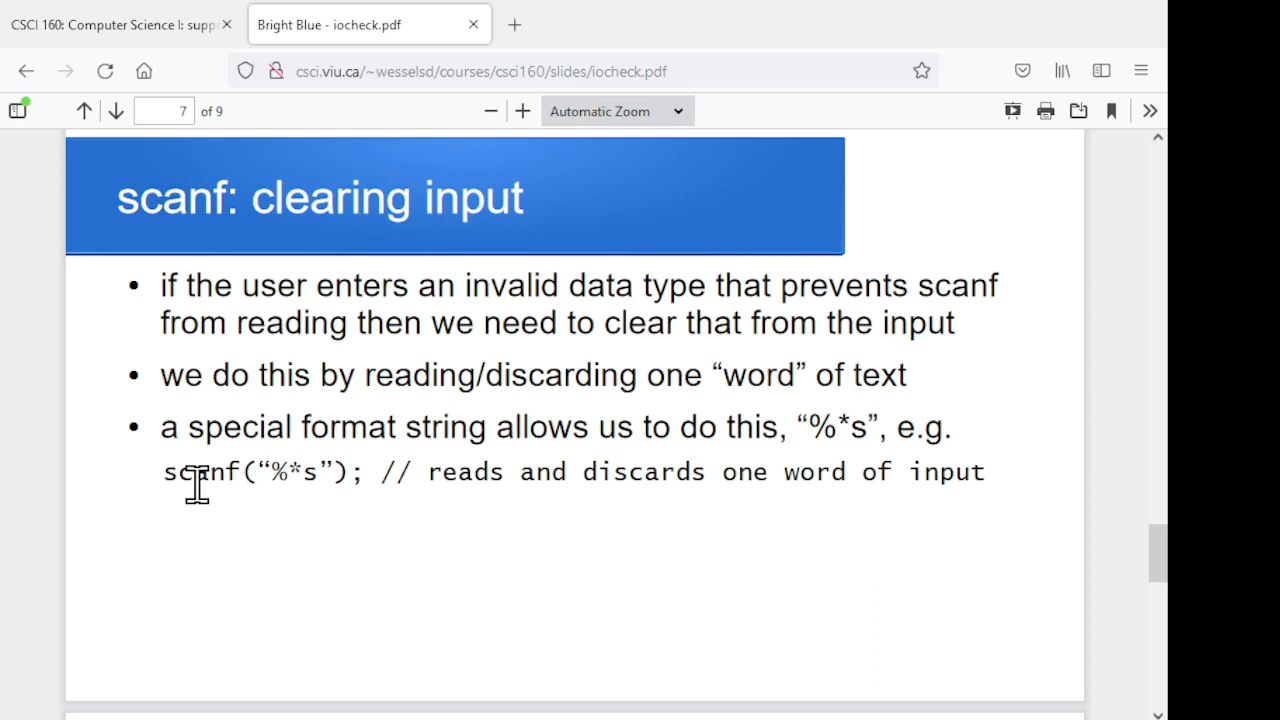 CSCI 160: Computer Science I: supp
Bright Blue - iocheck.pdf
csci.viu.ca/~wesselsd/courses/csci160/slides/iocheck.pdf
7 of 9
Automatic Zoom
scanf: clearing input
• if the user enters an invalid data type that prevents scanf
from reading then we need to clear that from the input
• we do this by reading/discarding one “word” of text
• a special format string allows us to do this, “%*s”, e.g.
scanf(“%*s”); // reads and discards one word of input